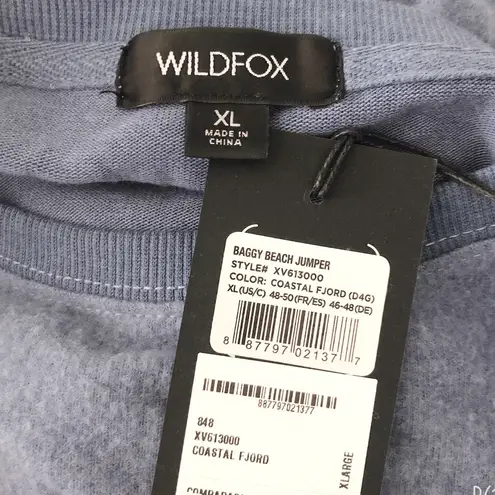 WILDFOX
XL
MADE IN
CHINA
BAGGY BEACH JUMPER
STYLE# XV613000
COLOR: COASTAL FJORD (D4G)
XL(US/C) 48-50(FR/ES) 46-48(DE)
8 87797 02137 7
887797021377
848
XV613000
COASTAL FJORD
XLARGE